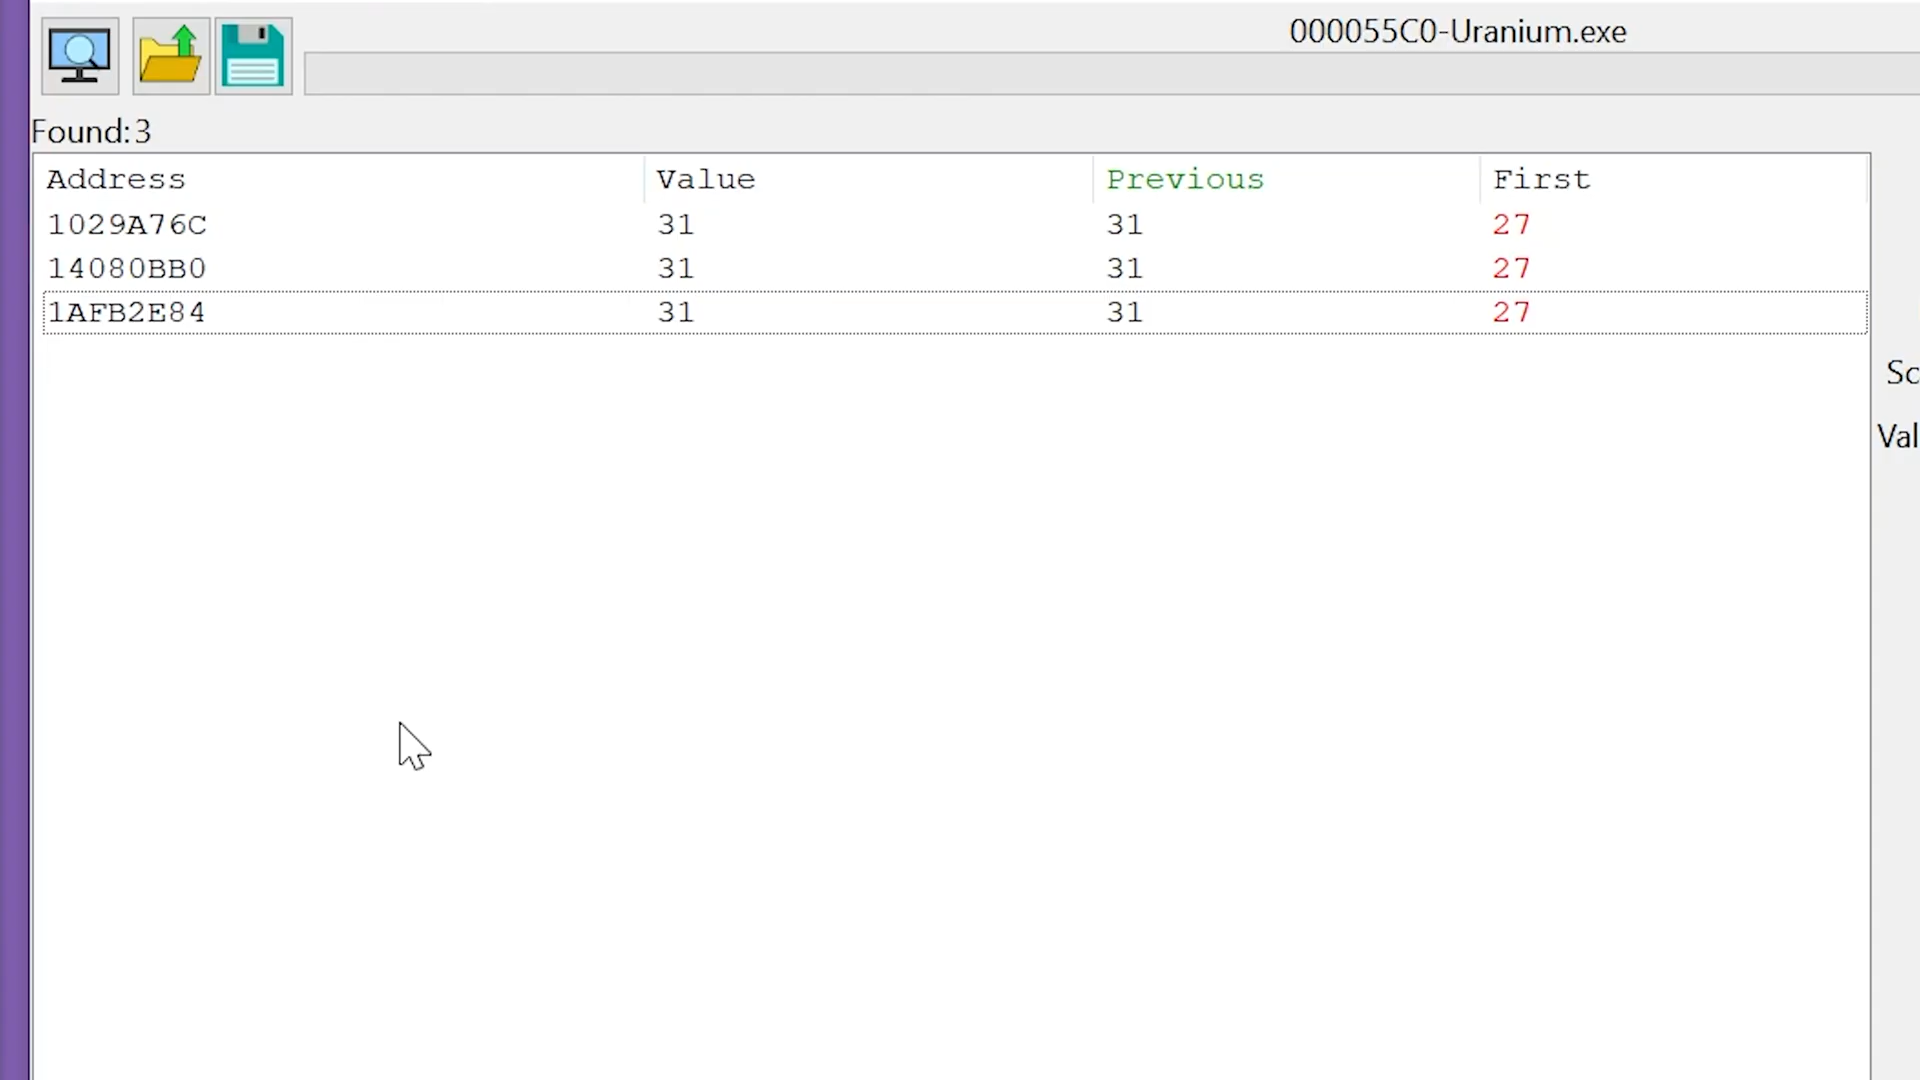 000055C0-Uranium.exe
Found:3
Address Value Previous First
1029A76C 31 31 27
14080BB0 31 31 27
1AFB2E84 31 31 27
Sc
Val